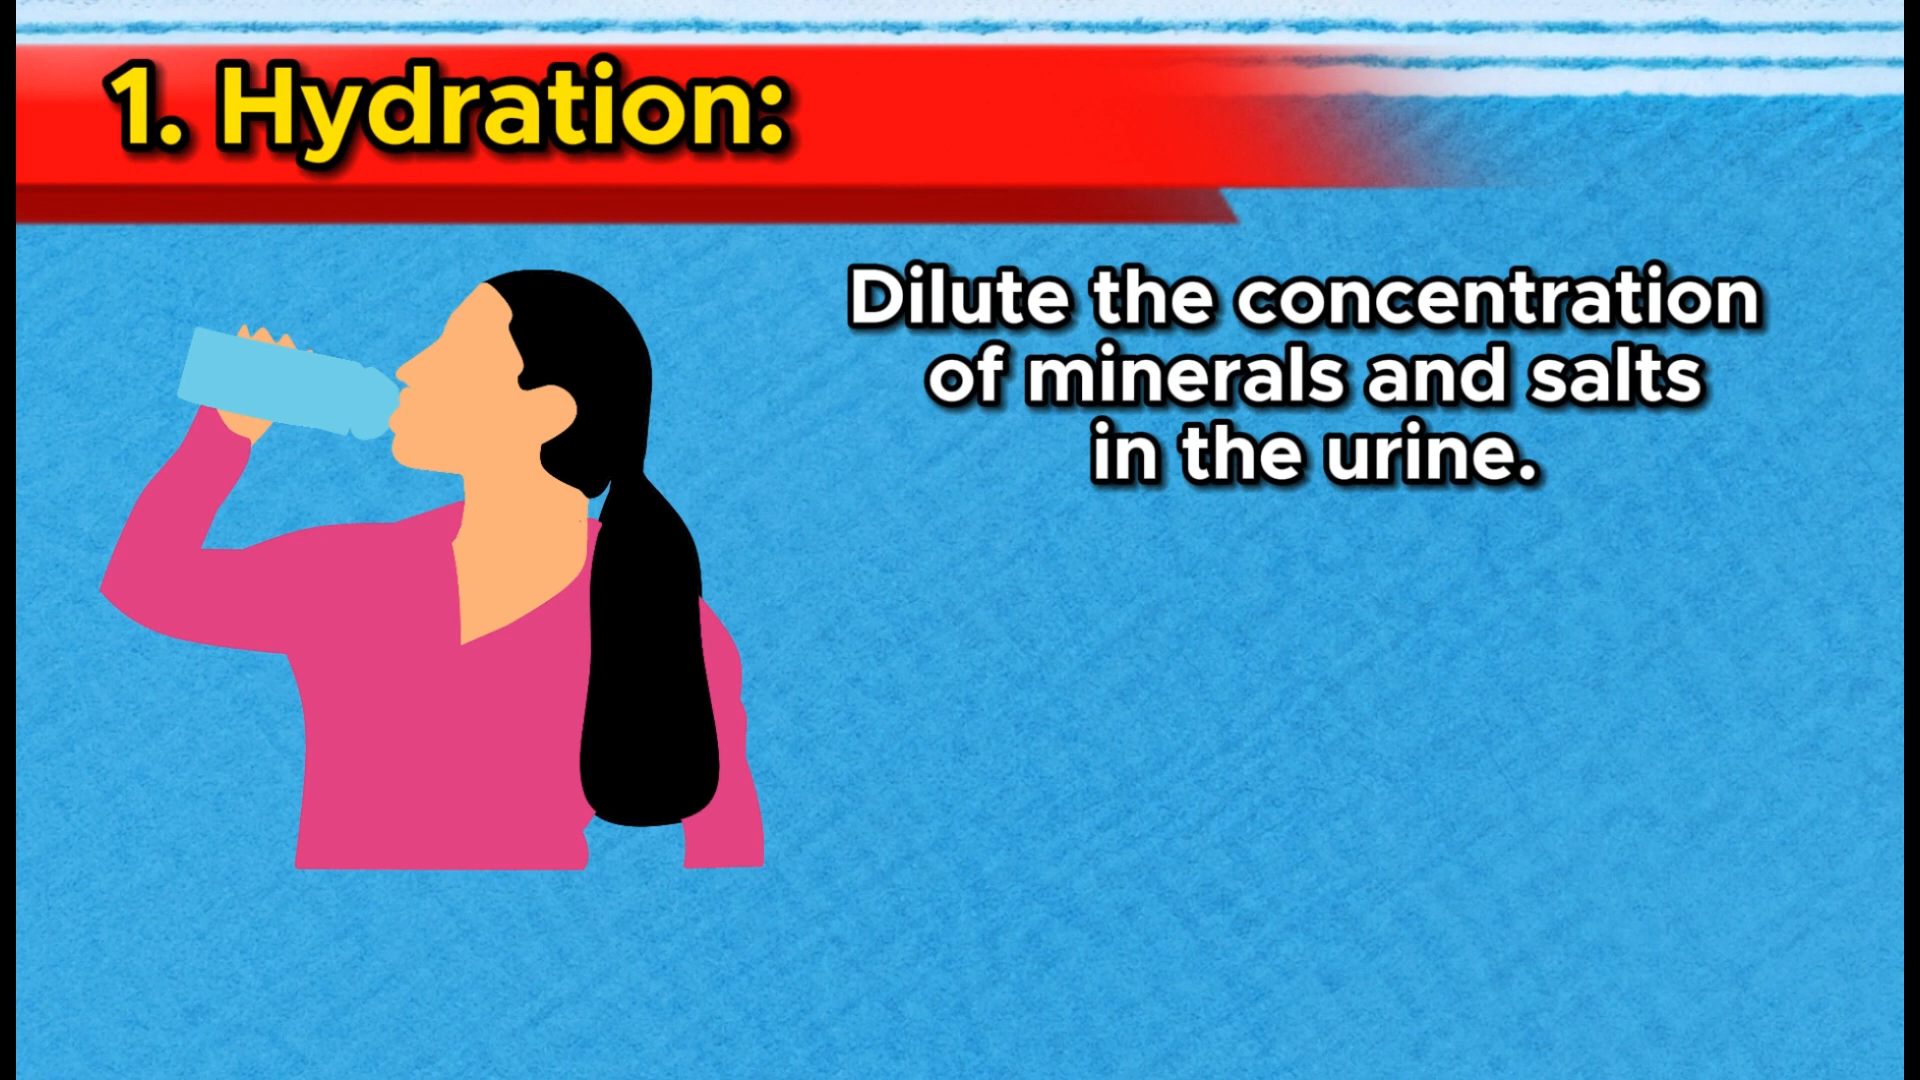 1. Hydration:
Dilute the concentration
of minerals and salts
in the urine.